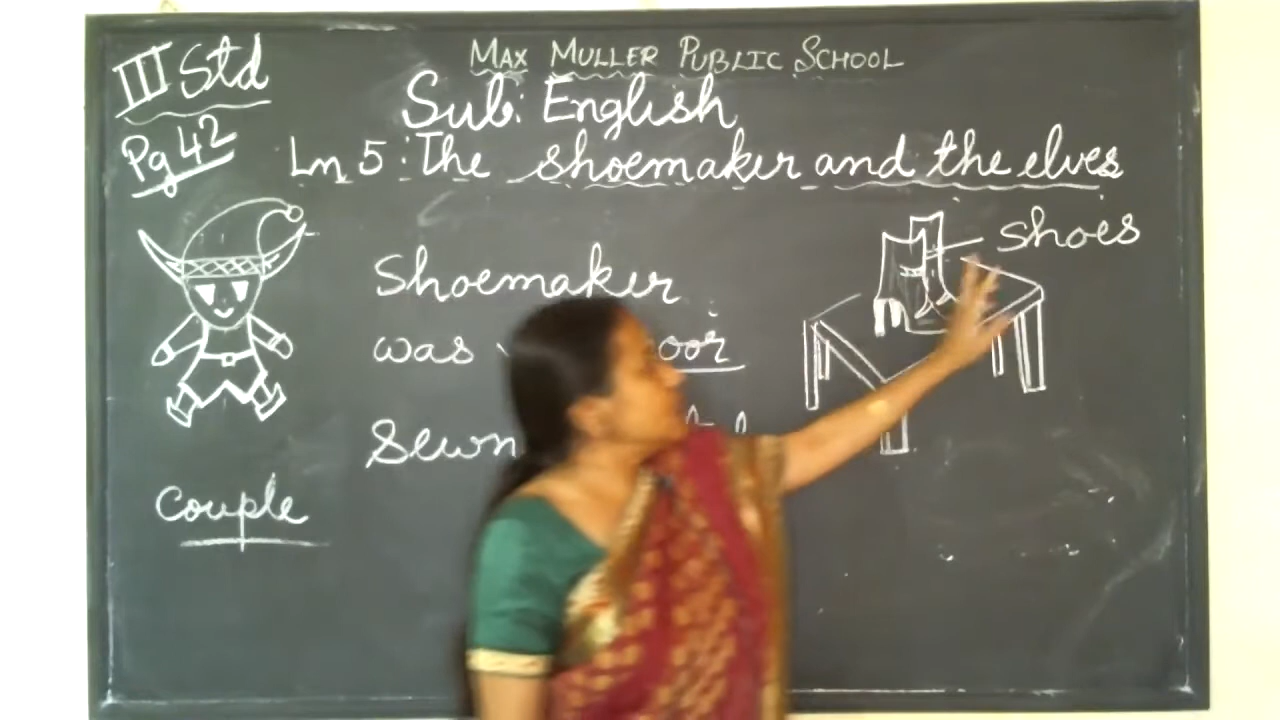 MAX MULLER PUBLIC SCHOOL
III Std
Sub: English
Pg 42
Ln 5: The shoemaker and the elves
shoes
Shoemaker
was
Sewn
couple